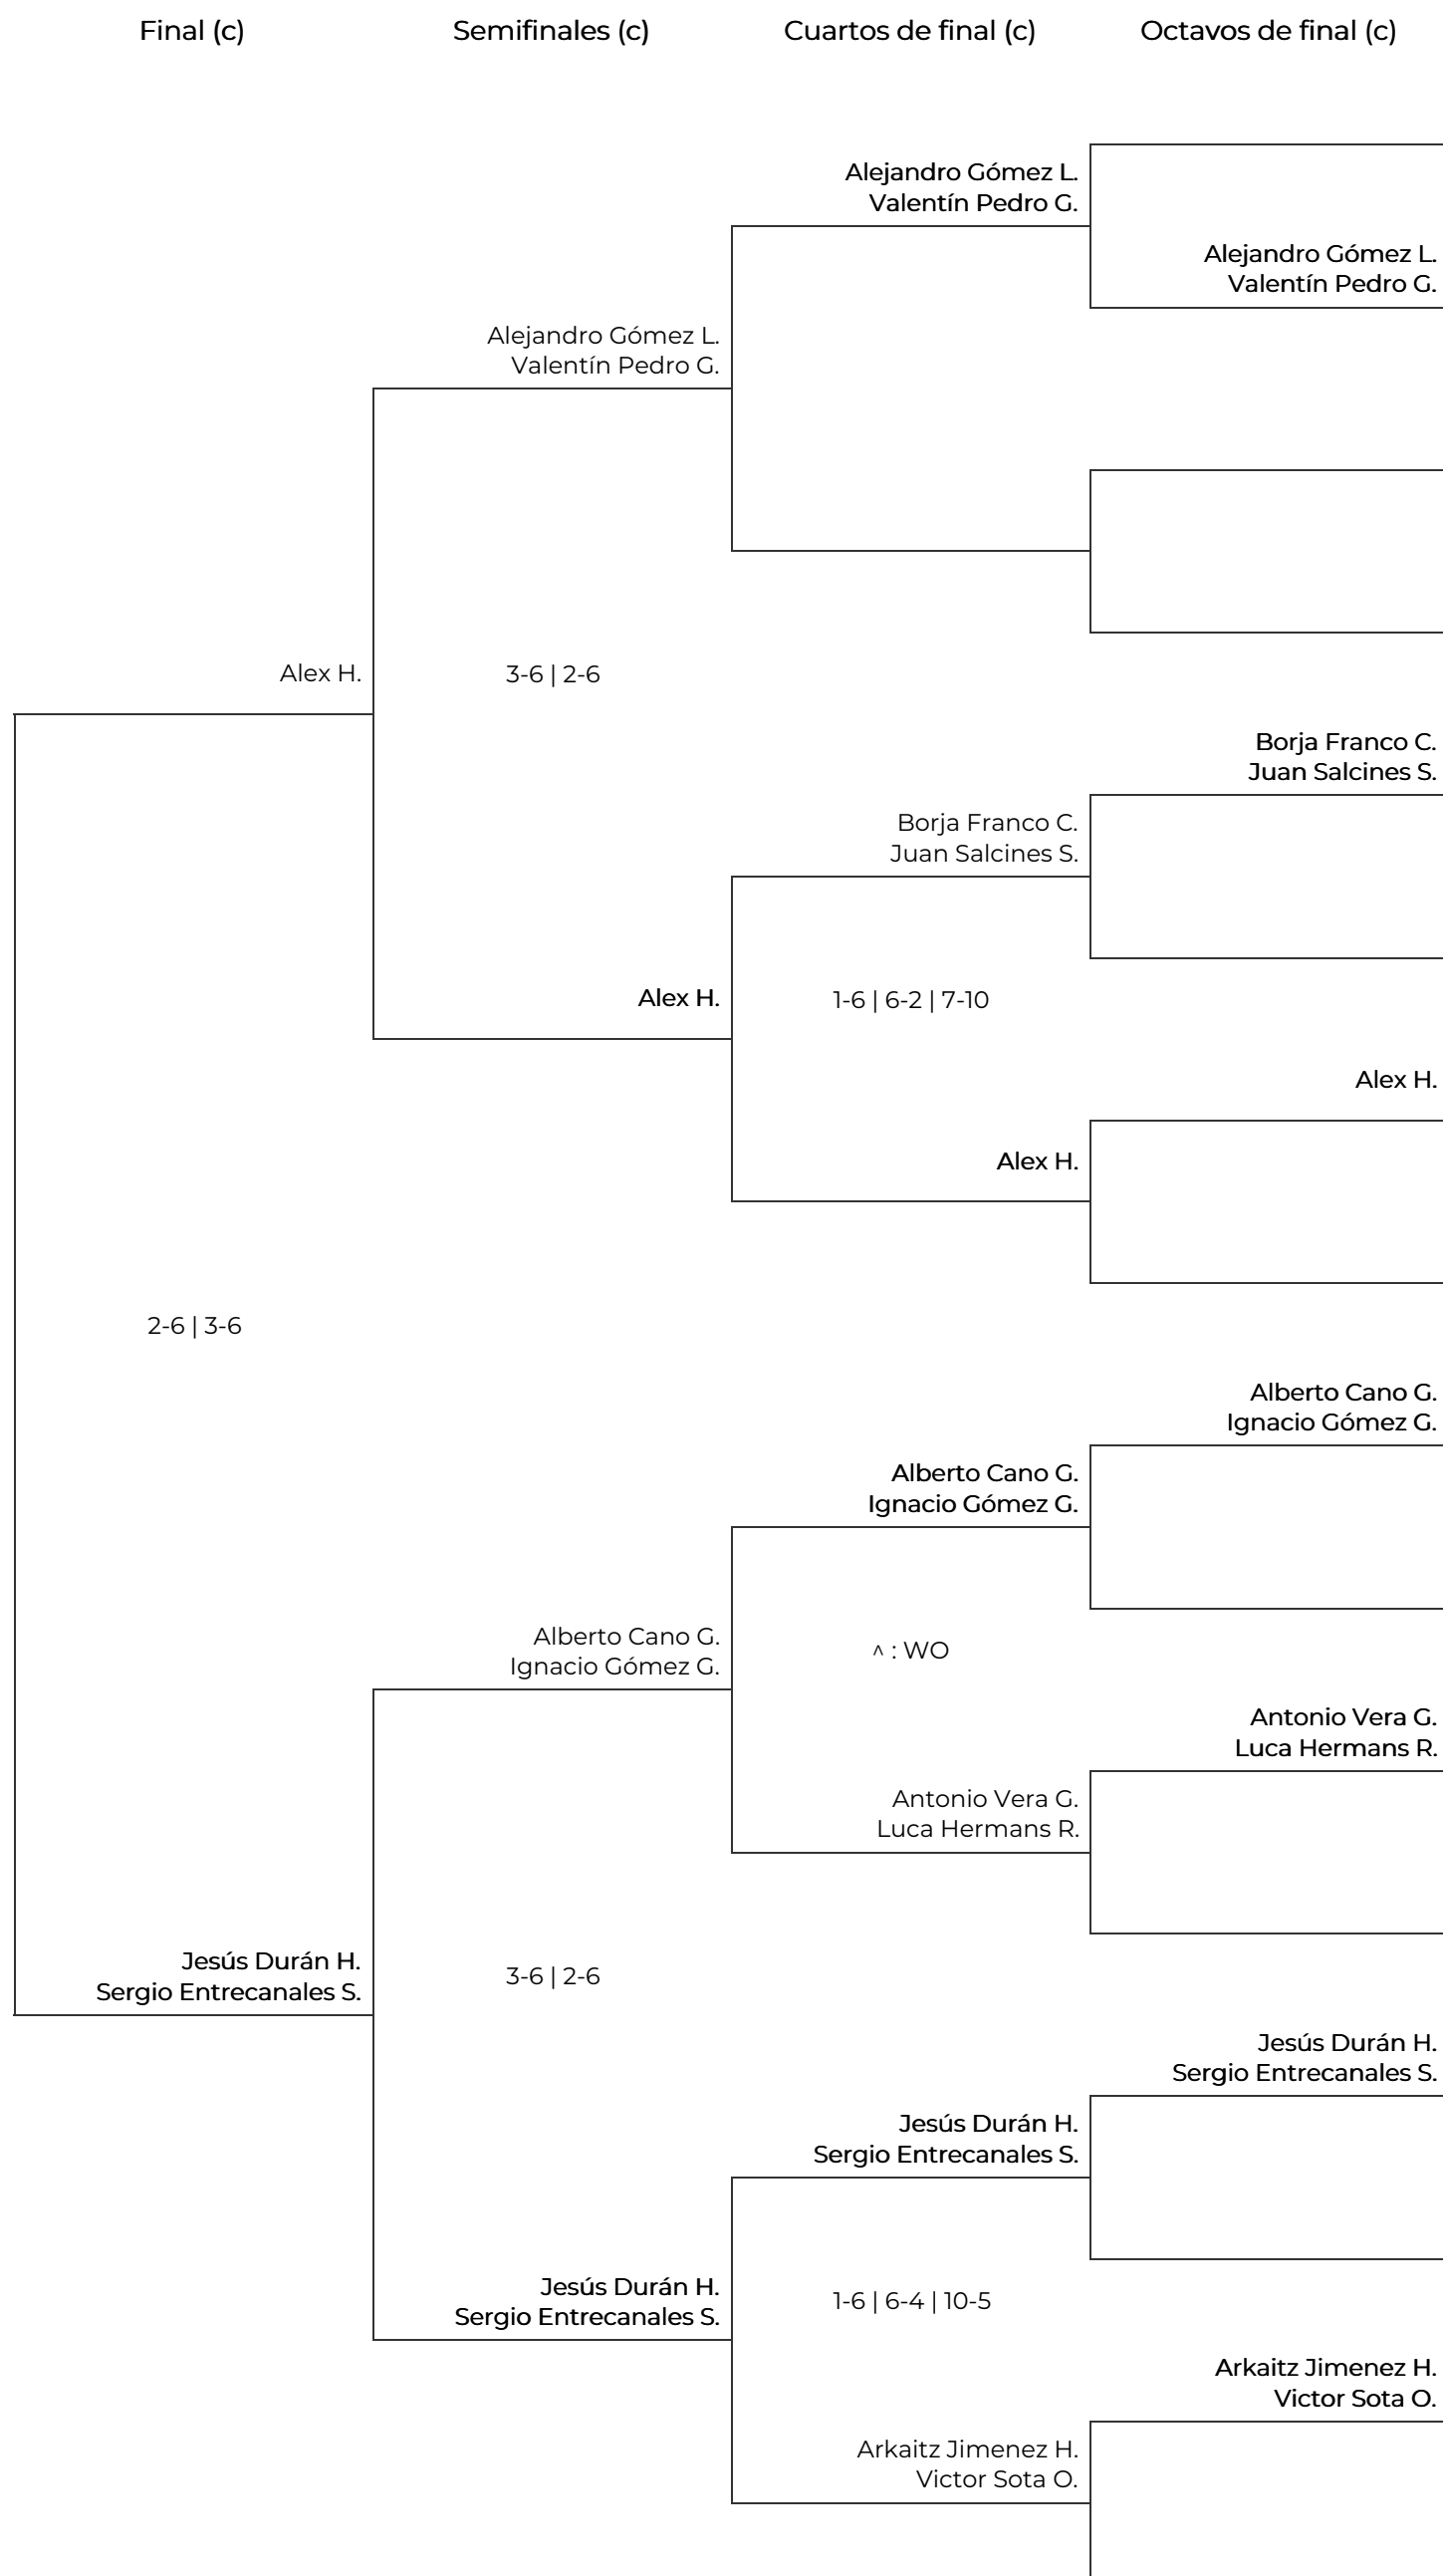 Final (c)
Semifinales (c)
Cuartos de final (c)
Octavos de final (c)
Alejandro Gómez L.
Valentín Pedro G.
Alejandro Gómez L.
Valentín Pedro G.
Alejandro Gómez L.
Valentín Pedro G.
Alex H.
3-6 | 2-6
Borja Franco C.
Juan Salcines S.
Borja Franco C.
Juan Salcines S.
Alex H.
1-6 | 6-2 | 7-10
Alex H.
Alex H.
2-6 | 3-6
Alberto Cano G.
Ignacio Gómez G.
Alberto Cano G.
Ignacio Gómez G.
Alberto Cano G.
Ignacio Gómez G.
^ : WO
Antonio Vera G.
Luca Hermans R.
Antonio Vera G.
Luca Hermans R.
Jesús Durán H.
Sergio Entrecanales S.
3-6 | 2-6
Jesús Durán H.
Sergio Entrecanales S.
Jesús Durán H.
Sergio Entrecanales S.
Jesús Durán H.
Sergio Entrecanales S.
1-6 | 6-4 | 10-5
Arkaitz Jimenez H.
Victor Sota O.
Arkaitz Jimenez H.
Victor Sota O.